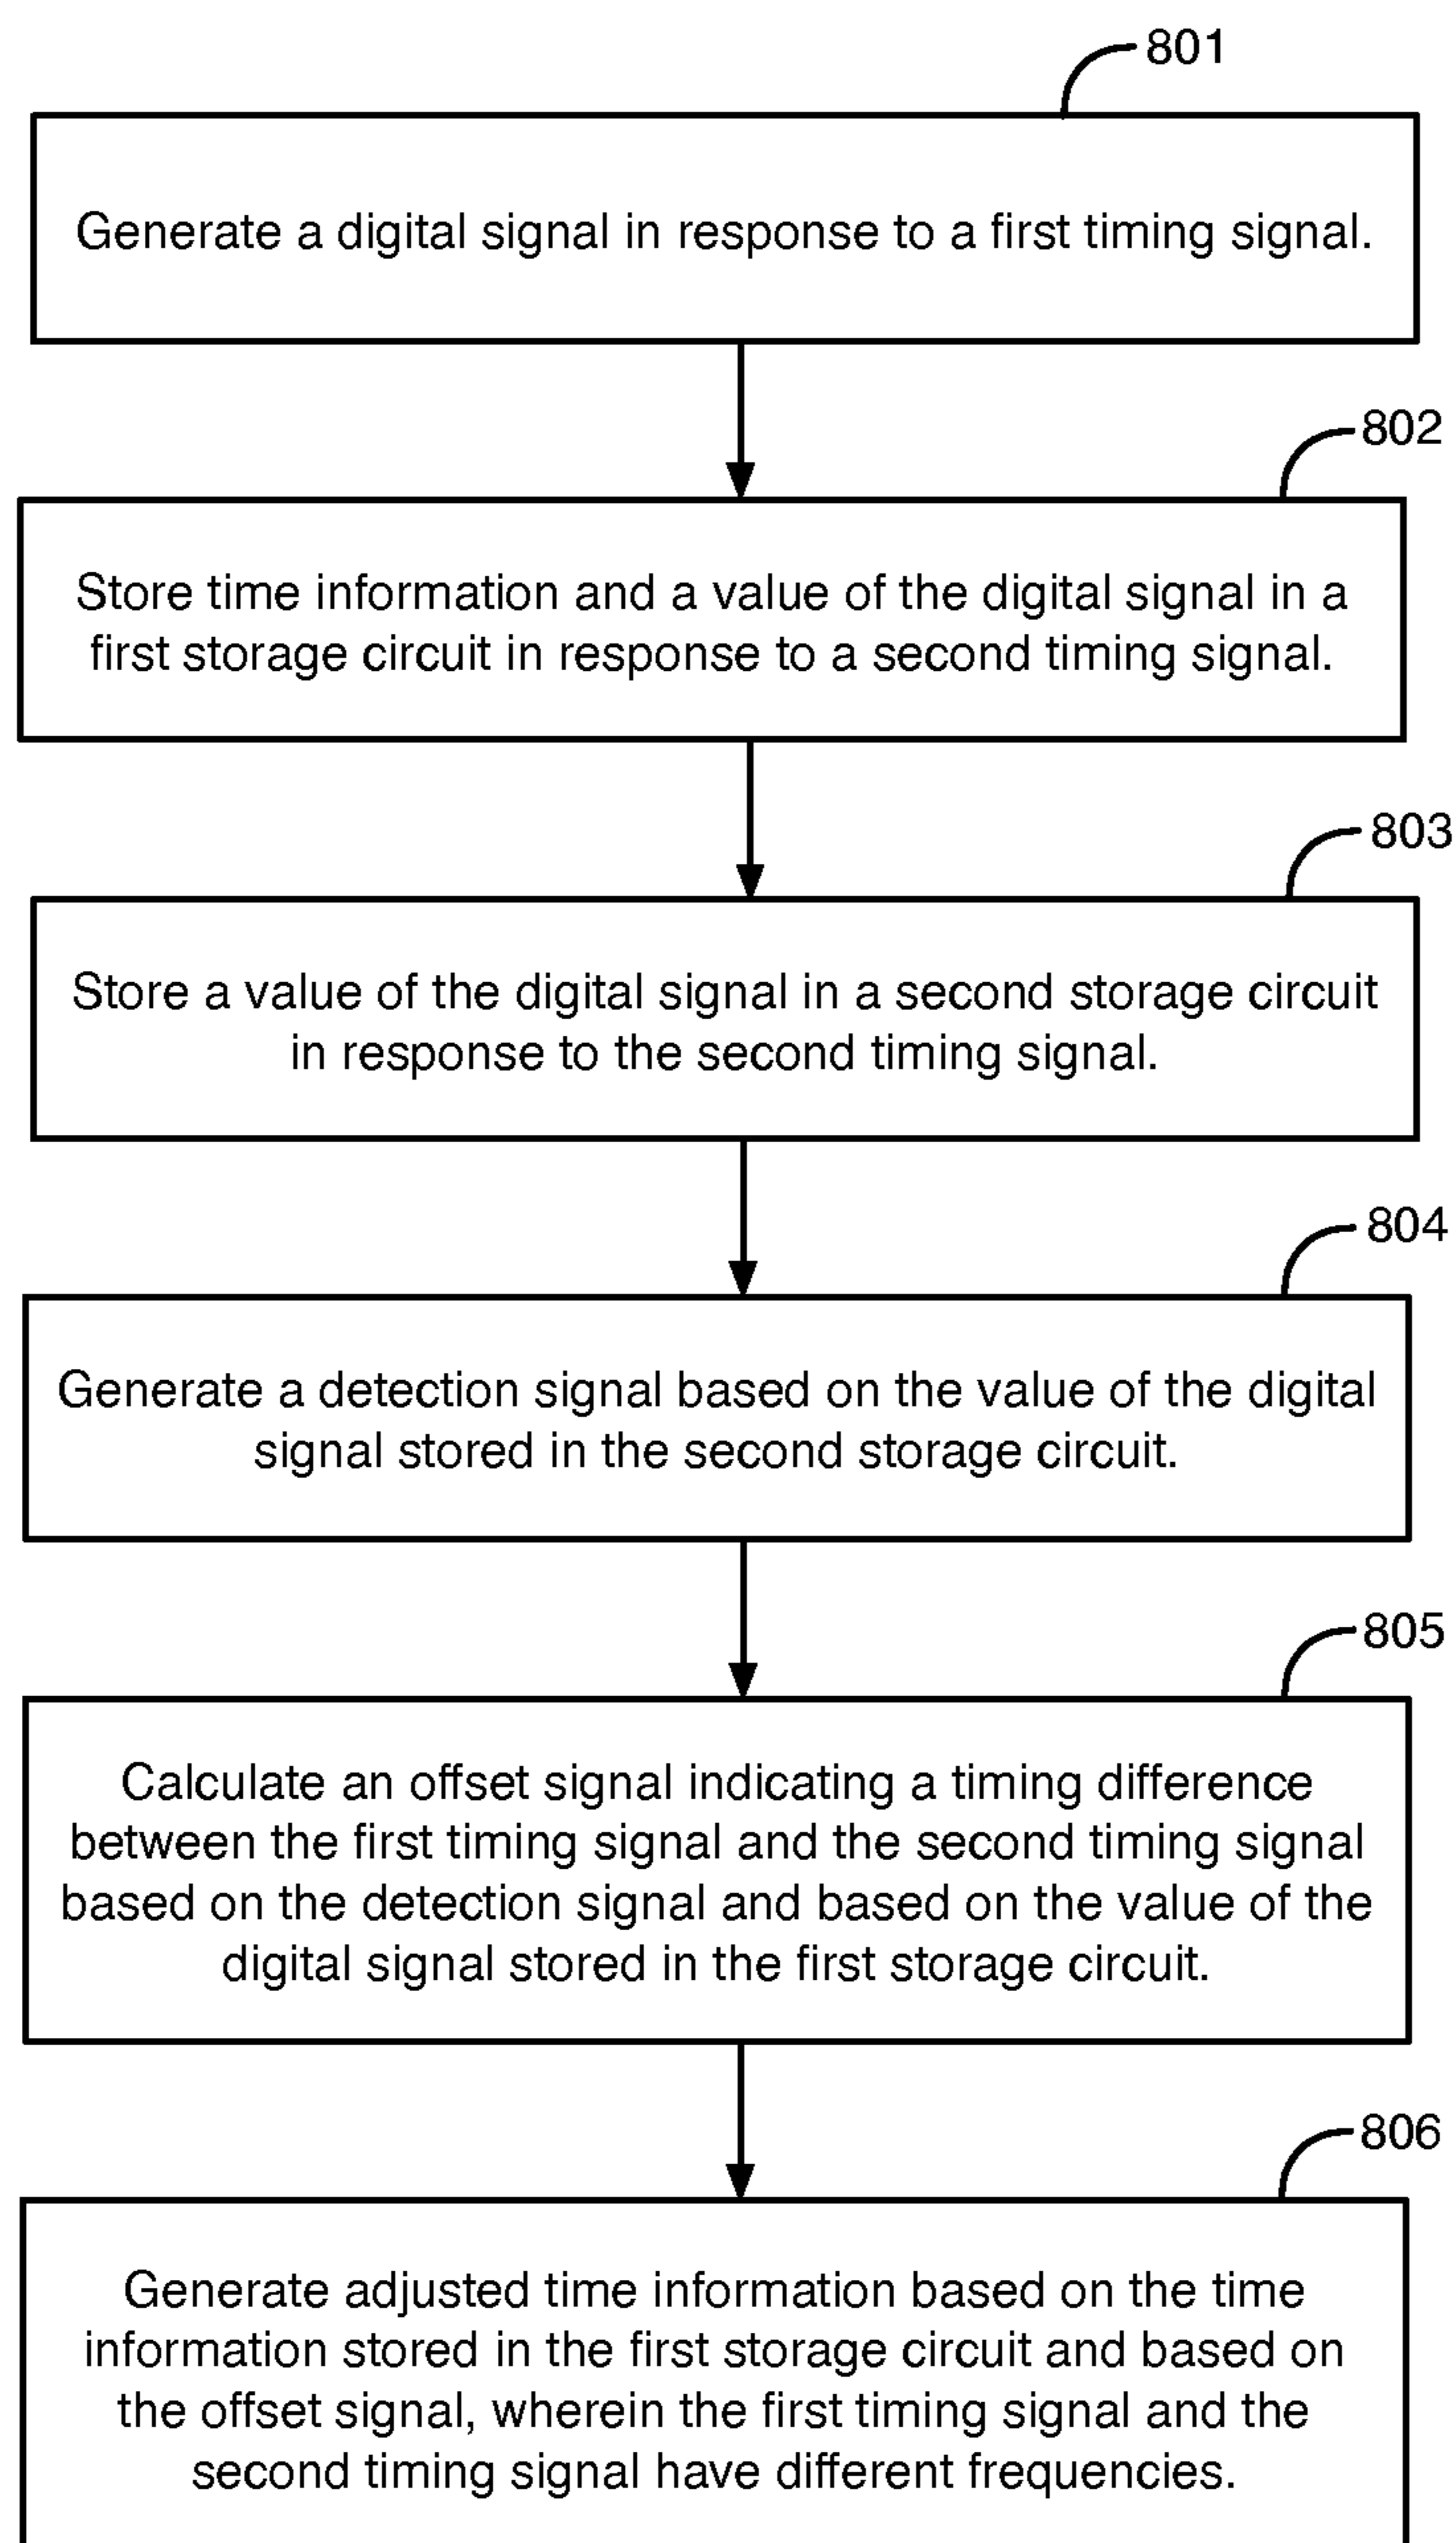 801
Generate a digital signal in response to a first timing signal.
802
Store time information and a value of the digital signal in a
first storage circuit in response to a second timing signal.
803
Store a value of the digital signal in a second storage circuit
in response to the second timing signal.
804
Generate a detection signal based on the value of the digital
signal stored in the second storage circuit.
805
Calculate an offset signal indicating a timing difference
between the first timing signal and the second timing signal
based on the detection signal and based on the value of the
digital signal stored in the first storage circuit.
806
Generate adjusted time information based on the time
information stored in the first storage circuit and based on
the offset signal, wherein the first timing signal and the
second timing signal have different frequencies.